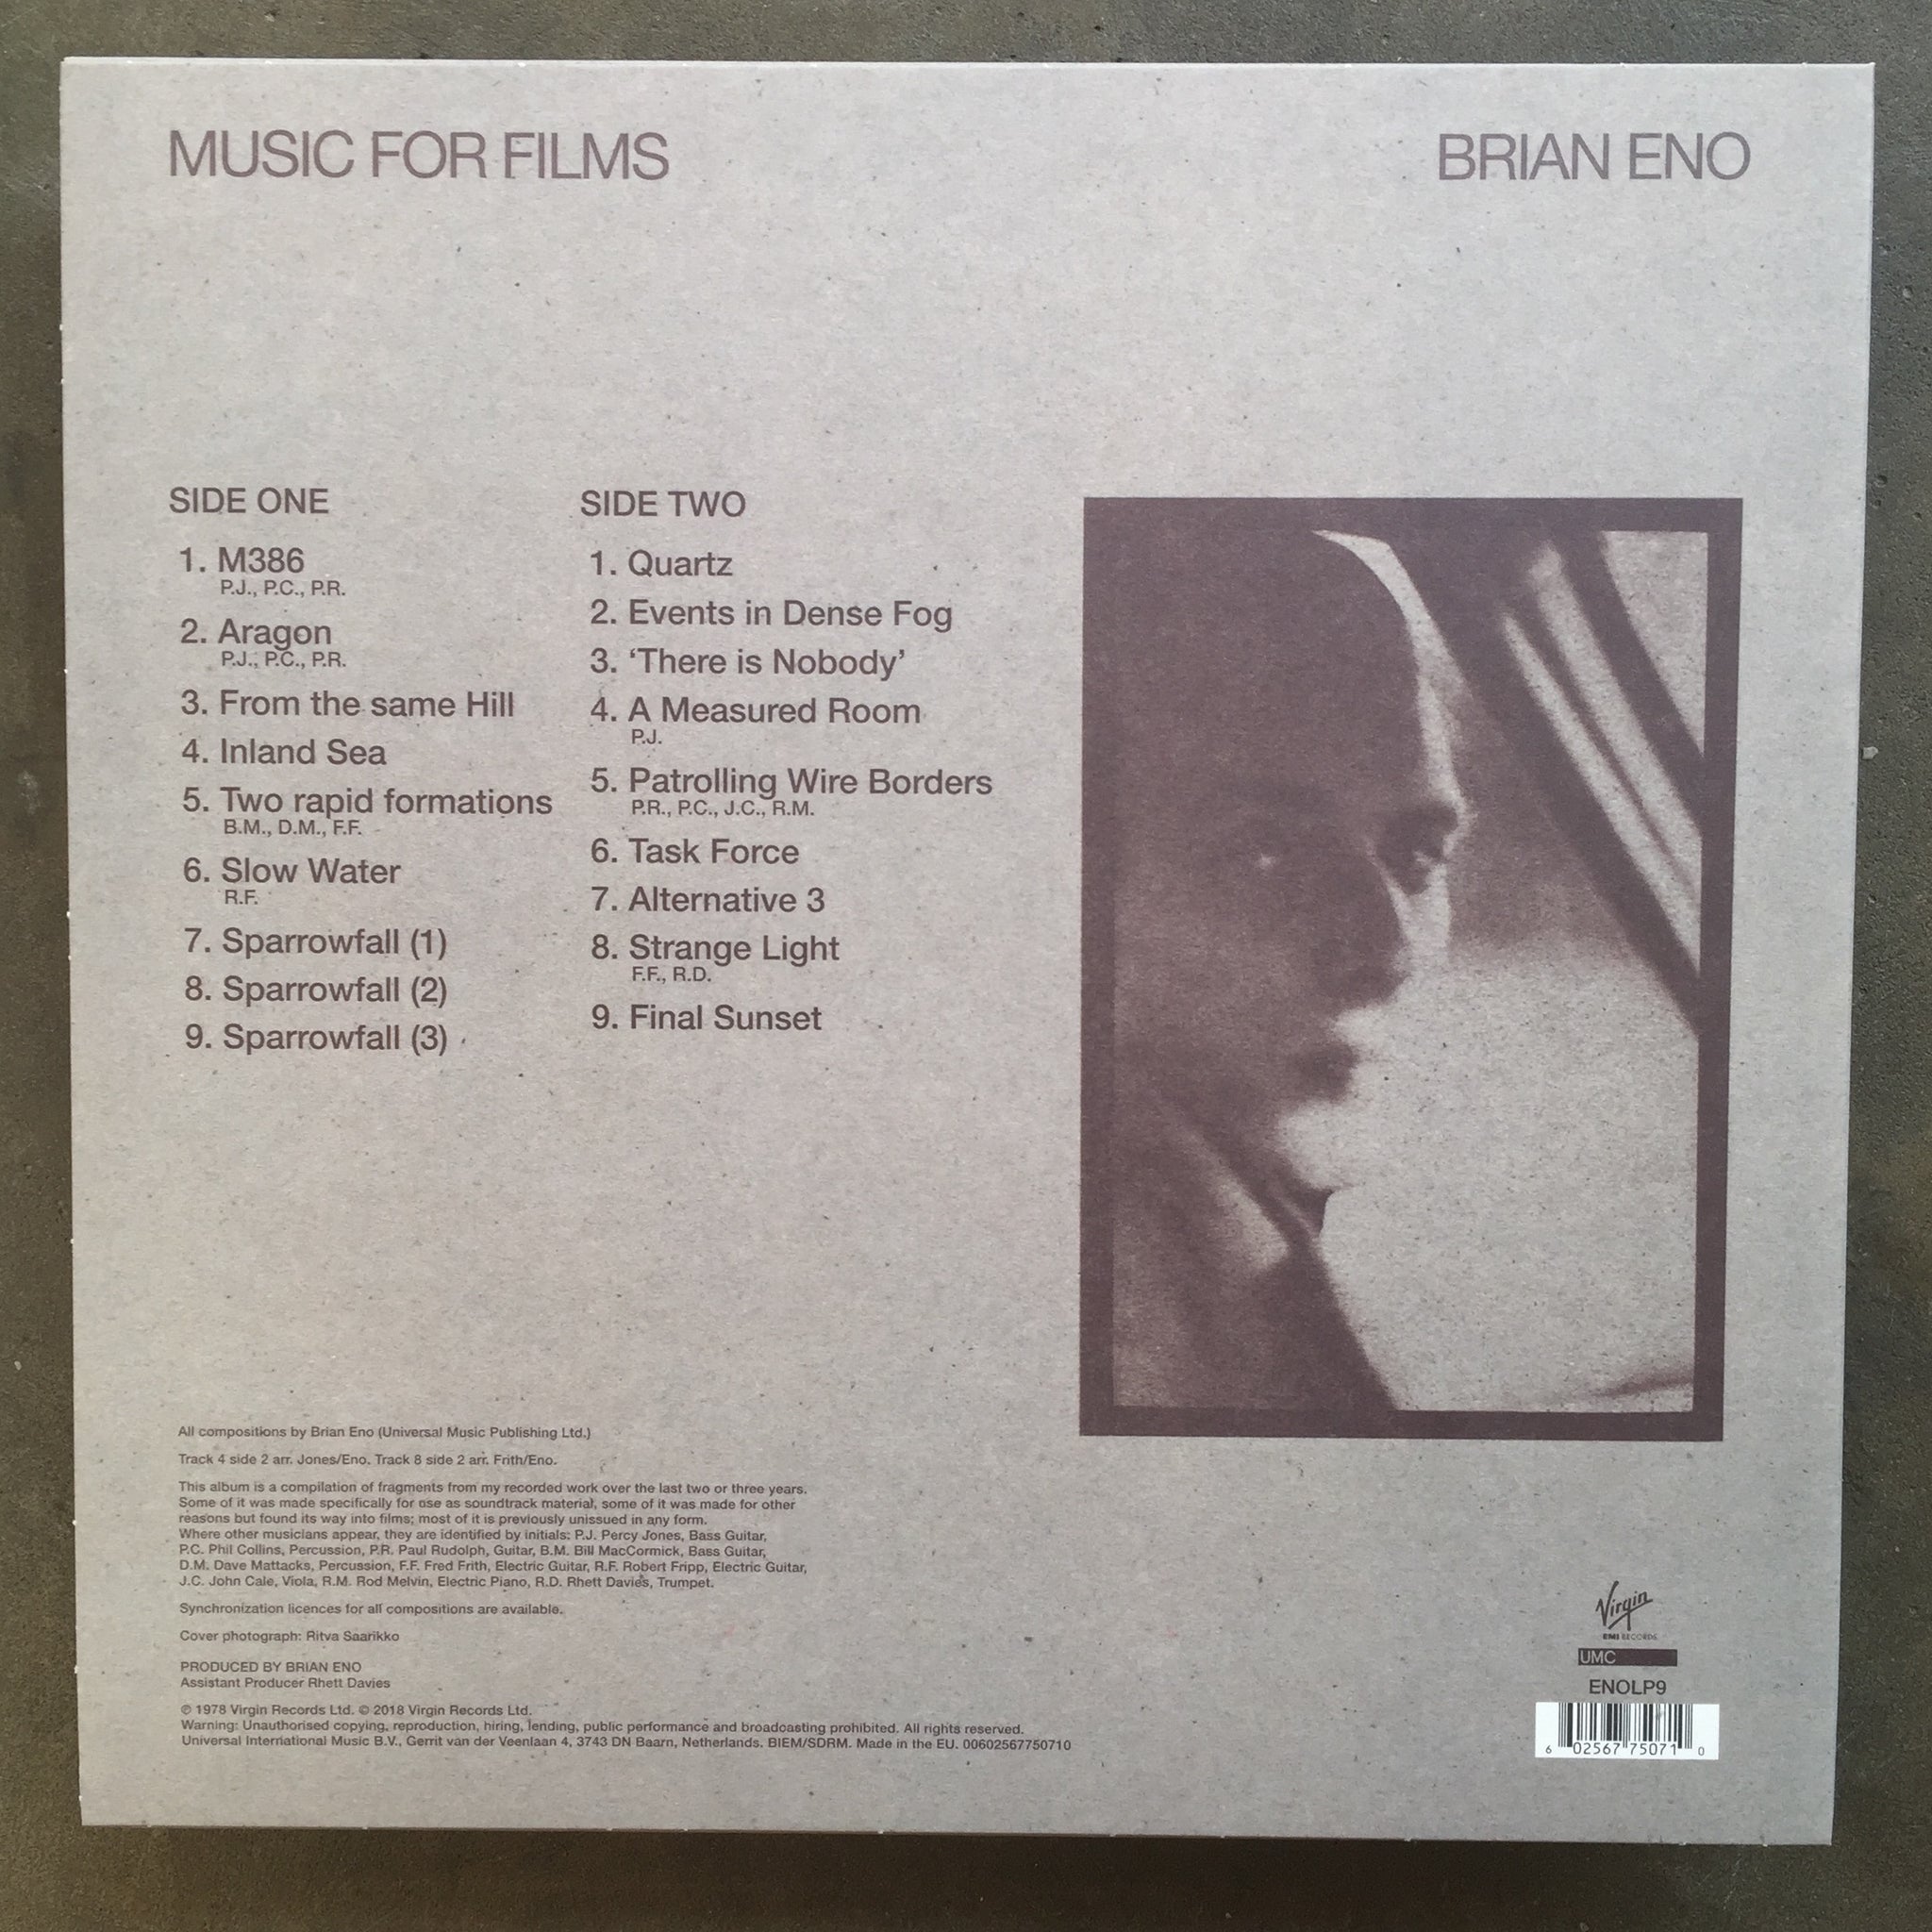 MUSIC FOR FILMS
BRIAN ENO
SIDE ONE
1. M386
P.J., P.C., P.R.
2. Aragon
P.J., P.C., P.R.
3. From the same Hill
4. Inland Sea
5. Two rapid formations
B.M., D.M., F.F.
6. Slow Water
R.F.
7. Sparrowfall (1)
8. Sparrowfall (2)
9. Sparrowfall (3)
SIDE TWO
1. Quartz
2. Events in Dense Fog
3. ‘There is Nobody’
4. A Measured Room
P.J.
5. Patrolling Wire Borders
P.R., P.C., J.C., R.M.
6. Task Force
7. Alternative 3
8. Strange Light
F.F., R.D.
9. Final Sunset
All compositions by Brian Eno (Universal Music Publishing Ltd.)
Track 4 side 2 arr. Jones/Eno. Track 8 side 2 arr. Frith/Eno.
This album is a compilation of fragments from my recorded work over the last two or three years.
Some of it was made specifically for use as soundtrack material, some of it was made for other
reasons but found its way into films; most of it is previously unissued in any form.
Where other musicians appear, they are identified by initials: P.J. Percy Jones, Bass Guitar,
P.C. Phil Collins, Percussion, P.R. Paul Rudolph, Guitar, B.M. Bill MacCormick, Bass Guitar,
D.M. Dave Mattacks, Percussion, F.F. Fred Frith, Electric Guitar, R.F. Robert Fripp, Electric Guitar,
J.C. John Cale, Viola, R.M. Rod Melvin, Electric Piano, R.D. Rhett Davies, Trumpet.
Synchronization licences for all compositions are available.
Cover photograph: Ritva Saarikko
PRODUCED BY BRIAN ENO
Assistant Producer Rhett Davies
℗ 1978 Virgin Records Ltd. © 2018 Virgin Records Ltd.
Warning: Unauthorised copying, reproduction, hiring, lending, public performance and broadcasting prohibited. All rights reserved.
Universal International Music B.V., Gerrit van der Veenlaan 4, 3743 DN Baarn, Netherlands. BIEM/SDRM. Made in the EU. 00602567750710
Virgin
EMI RECORDS
UMC
ENOLP9
6 02567 75071 0